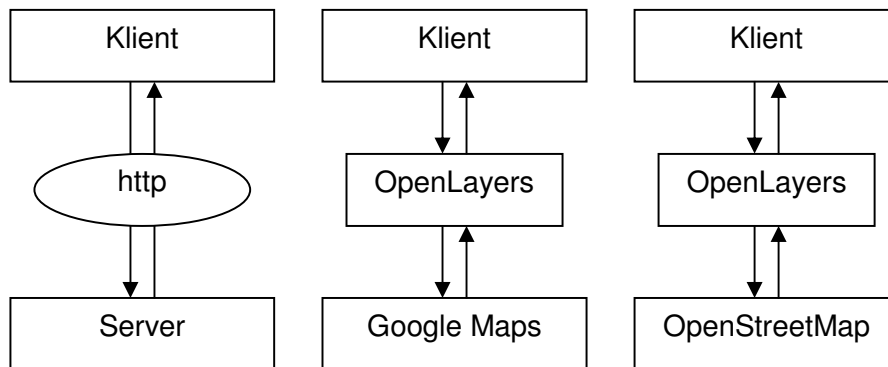 Klient
http
Server
Klient
OpenLayers
Google Maps
Klient
OpenLayers
OpenStreetMap